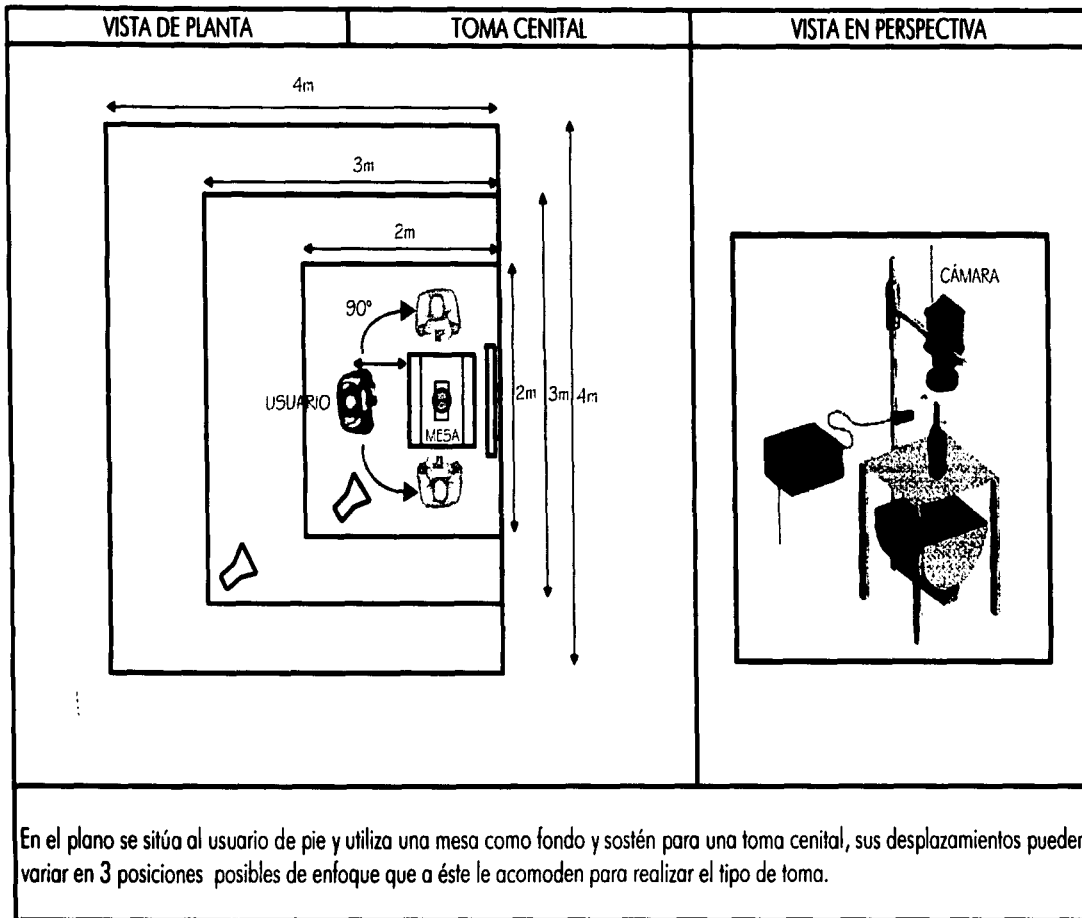 VISTA DE PLANTA
TOMA CENITAL
VISTA EN PERSPECTIVA
4m
3m
2m
90°
USUARIO
MESA
2m
3m
4m
CÁMARA
En el plano se sitúa al usuario de pie y utiliza una mesa como fondo y sostén para una toma cenital, sus desplazamientos pueden
variar en 3 posiciones posibles de enfoque que a éste le acomoden para realizar el tipo de toma.